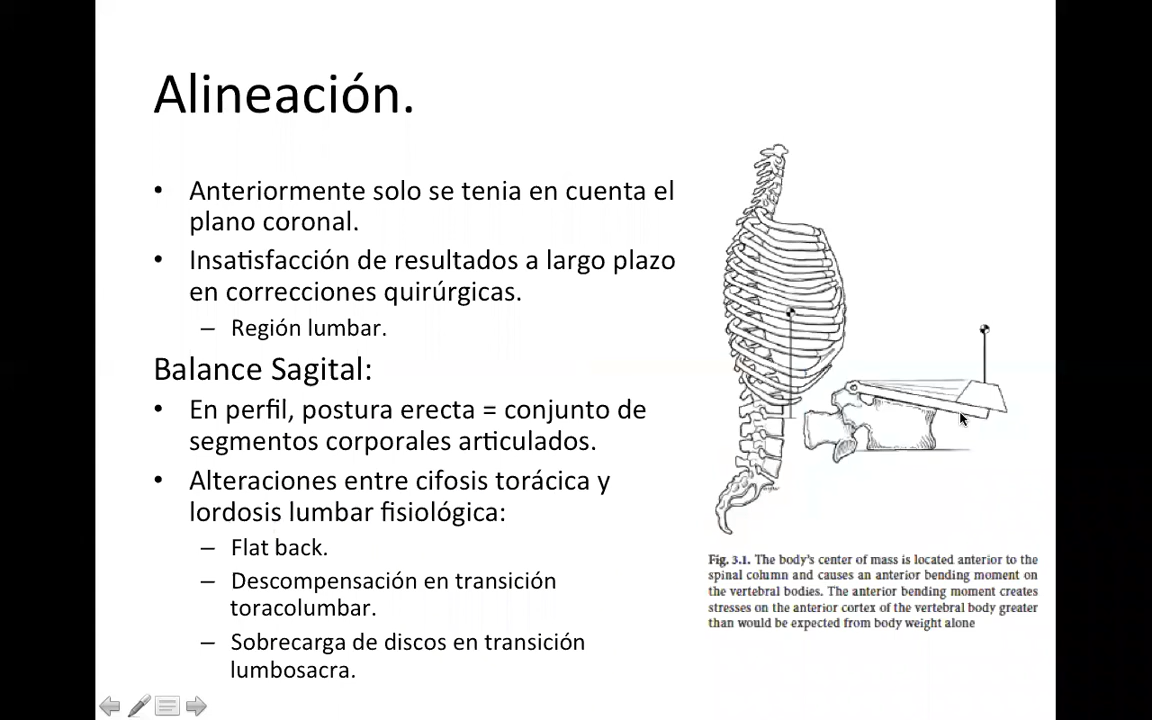 Alineación.
• Anteriormente solo se tenia en cuenta el
plano coronal.
• Insatisfacción de resultados a largo plazo
en correcciones quirúrgicas.
– Región lumbar.
Balance Sagital:
• En perfil, postura erecta = conjunto de
segmentos corporales articulados.
• Alteraciones entre cifosis torácica y
lordosis lumbar fisiológica:
– Flat back.
– Descompensación en transición
toracolumbar.
– Sobrecarga de discos en transición
lumbosacra.
Fig. 3.1. The body's center of mass is located anterior to the
spinal column and causes an anterior bending moment on
the vertebral bodies. The anterior bending moment creates
stresses on the anterior cortex of the vertebral body greater
than would be expected from body weight alone